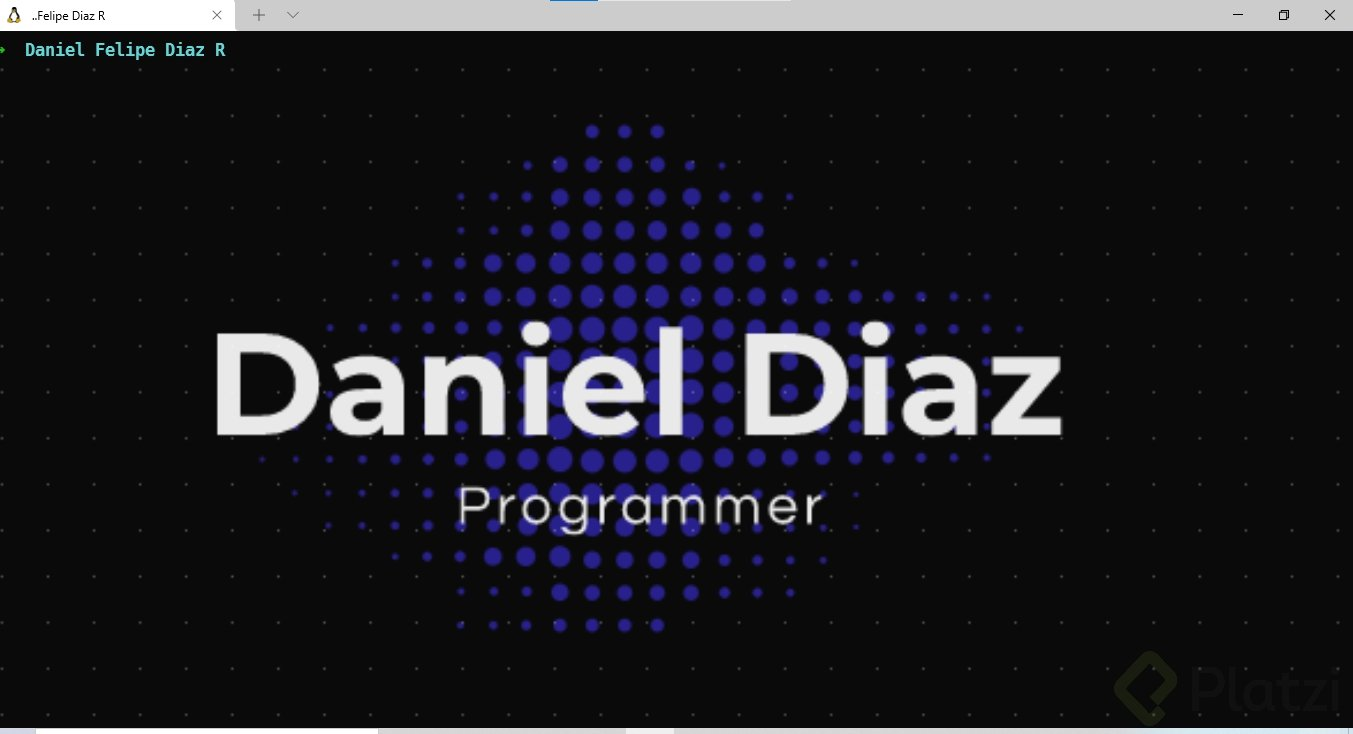 ..Felipe Diaz R
➜ Daniel Felipe Diaz R
Daniel Diaz
Programmer
Platzi